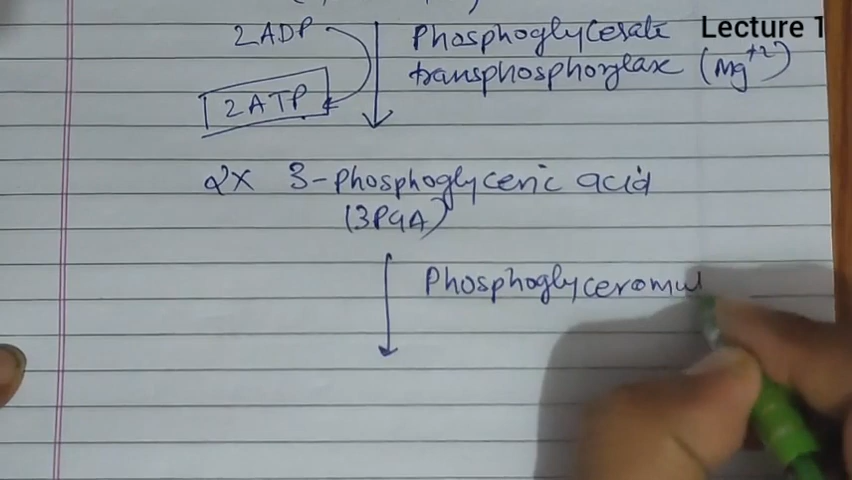 2ADP
Phosphoglycerate
Lecture 1
transphosphorylase (Mg+2)
2ATP
2X 3-phosphoglyceric acid
(3PGA)
Phosphoglyceromu